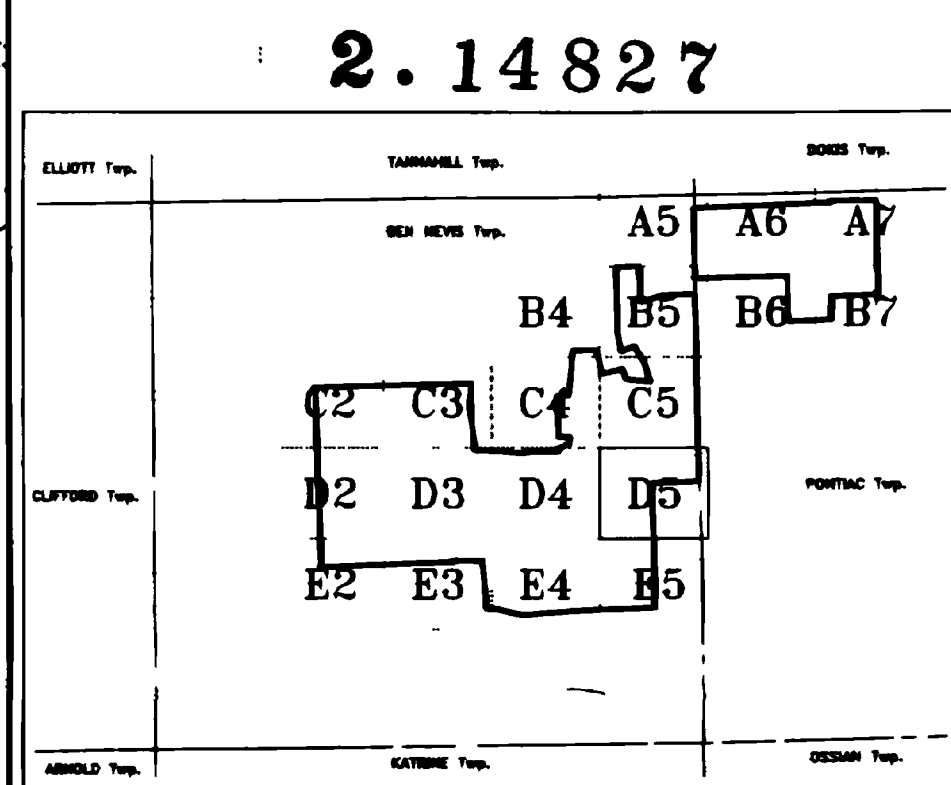 2.14827
ELLIOTT Twp. TANNAHILL Twp. BOKIS Twp.
BEN NEVIS Twp. A5 A6 A7
B4 B5 B6 B7
C2 C3 C4 C5
CLIFFORD Twp. D2 D3 D4 D5 PONTIAC Twp.
E2 E3 E4 E5
ARNOLD Twp. KATRINE Twp. OSSIAN Twp.